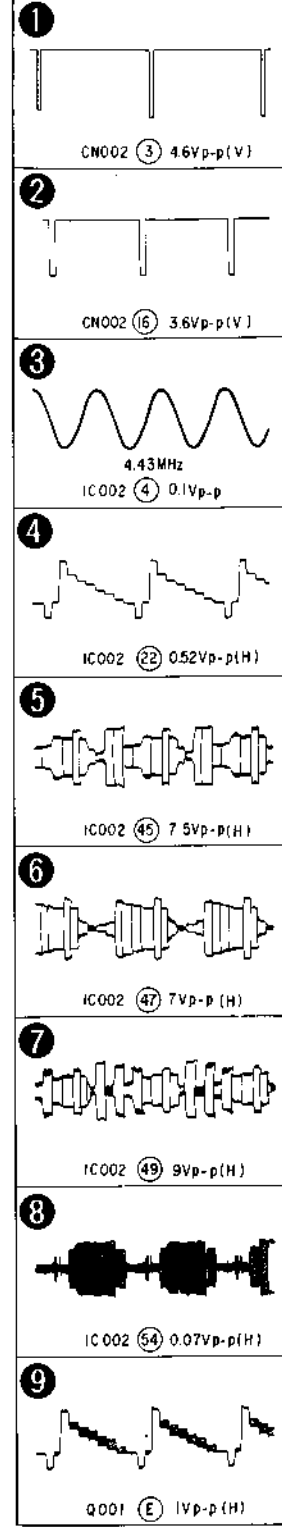 1
CN002 3 4.6Vp-p(V)
2
CN002 16 3.6Vp-p(V)
3
4.43MHz
IC002 4 0.1Vp-p
4
IC002 22 0.52Vp-p(H)
5
IC002 45 7.5Vp-p(H)
6
IC002 47 7Vp-p (H)
7
IC002 49 9Vp-p(H)
8
IC002 54 0.07Vp-p(H)
9
Q001 E 1Vp-p(H)